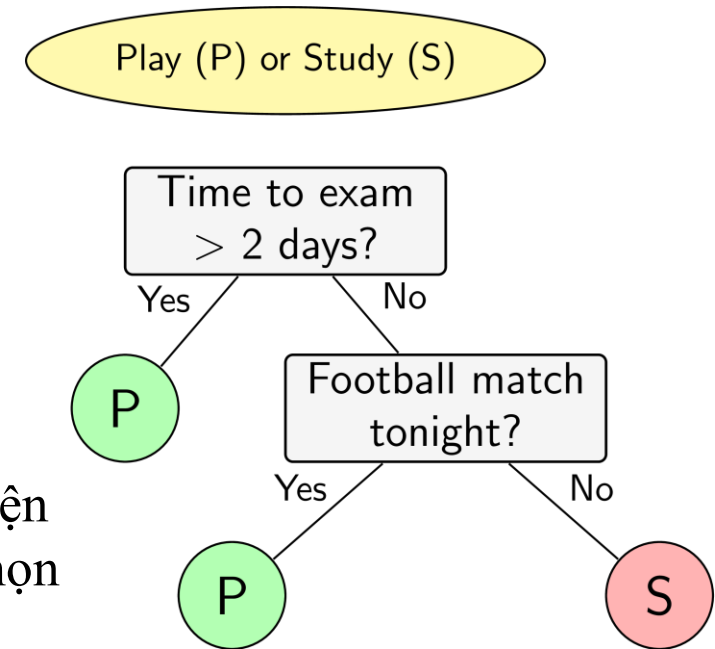 Play (P) or Study (S)
Time to exam
> 2 days?
Yes
No
P
Football match
tonight?
Yes
No
P
S